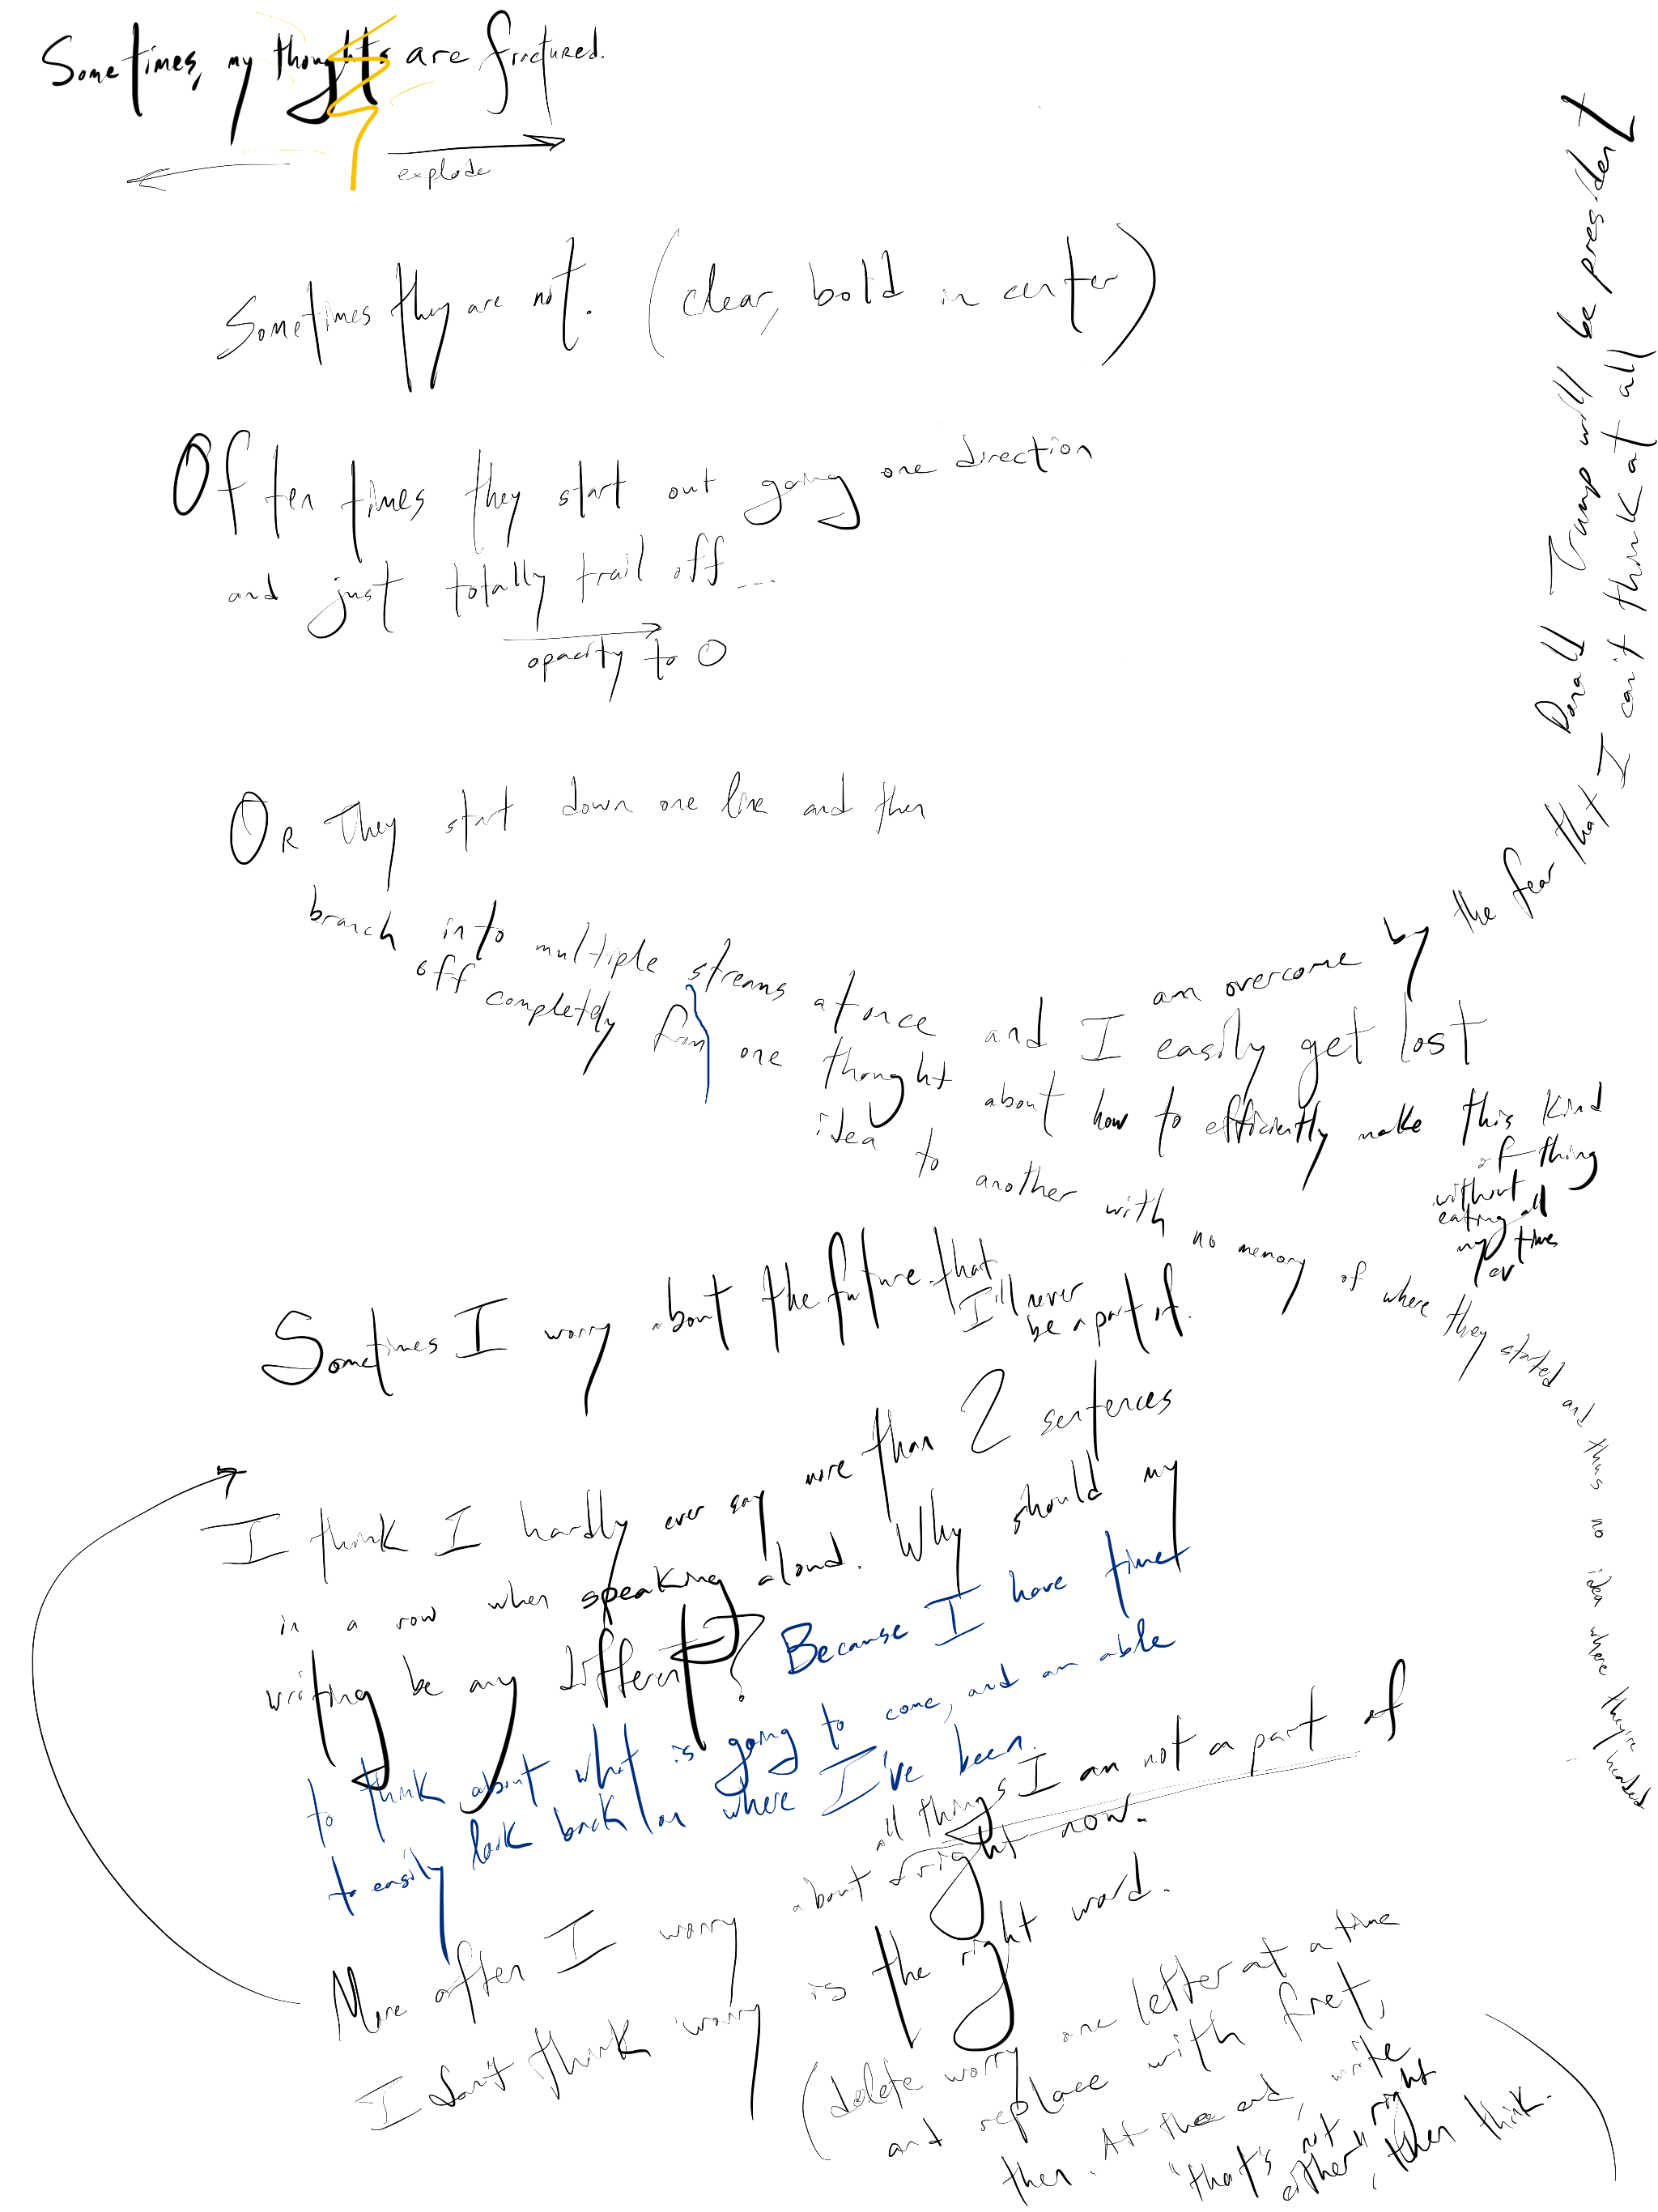 Sometimes, my thoughts are fractured.
explode
Sometimes they are not. (clear, bold in center)
Often times they start out going one direction
and just totally trail off...
opacity to 0
Or they start down one line and then
branch into multiple streams at once and I easily get lost
am overcome by the fear that I can't think at all
Donald Trump will be president
off completely from one thought about how to efficiently make this kind
of thing
without
eating all
my time
idea to another with no memory of where they started and thus no idea where they're headed
Sometimes I worry about the future that
I'll never
be a part of.
I think I hardly ever say more than 2 sentences
in a row when speaking aloud. Why should my
writing be any different? Because I have time
to think about what is going to come, and am able
to easily look back on where I've been.
all things I am not a part of
More often I worry about right now.
I don't think worry is the right word.
(delete worry one letter at a time
and replace with fret,
then. At the end, write
"that's not right
either", then think.)